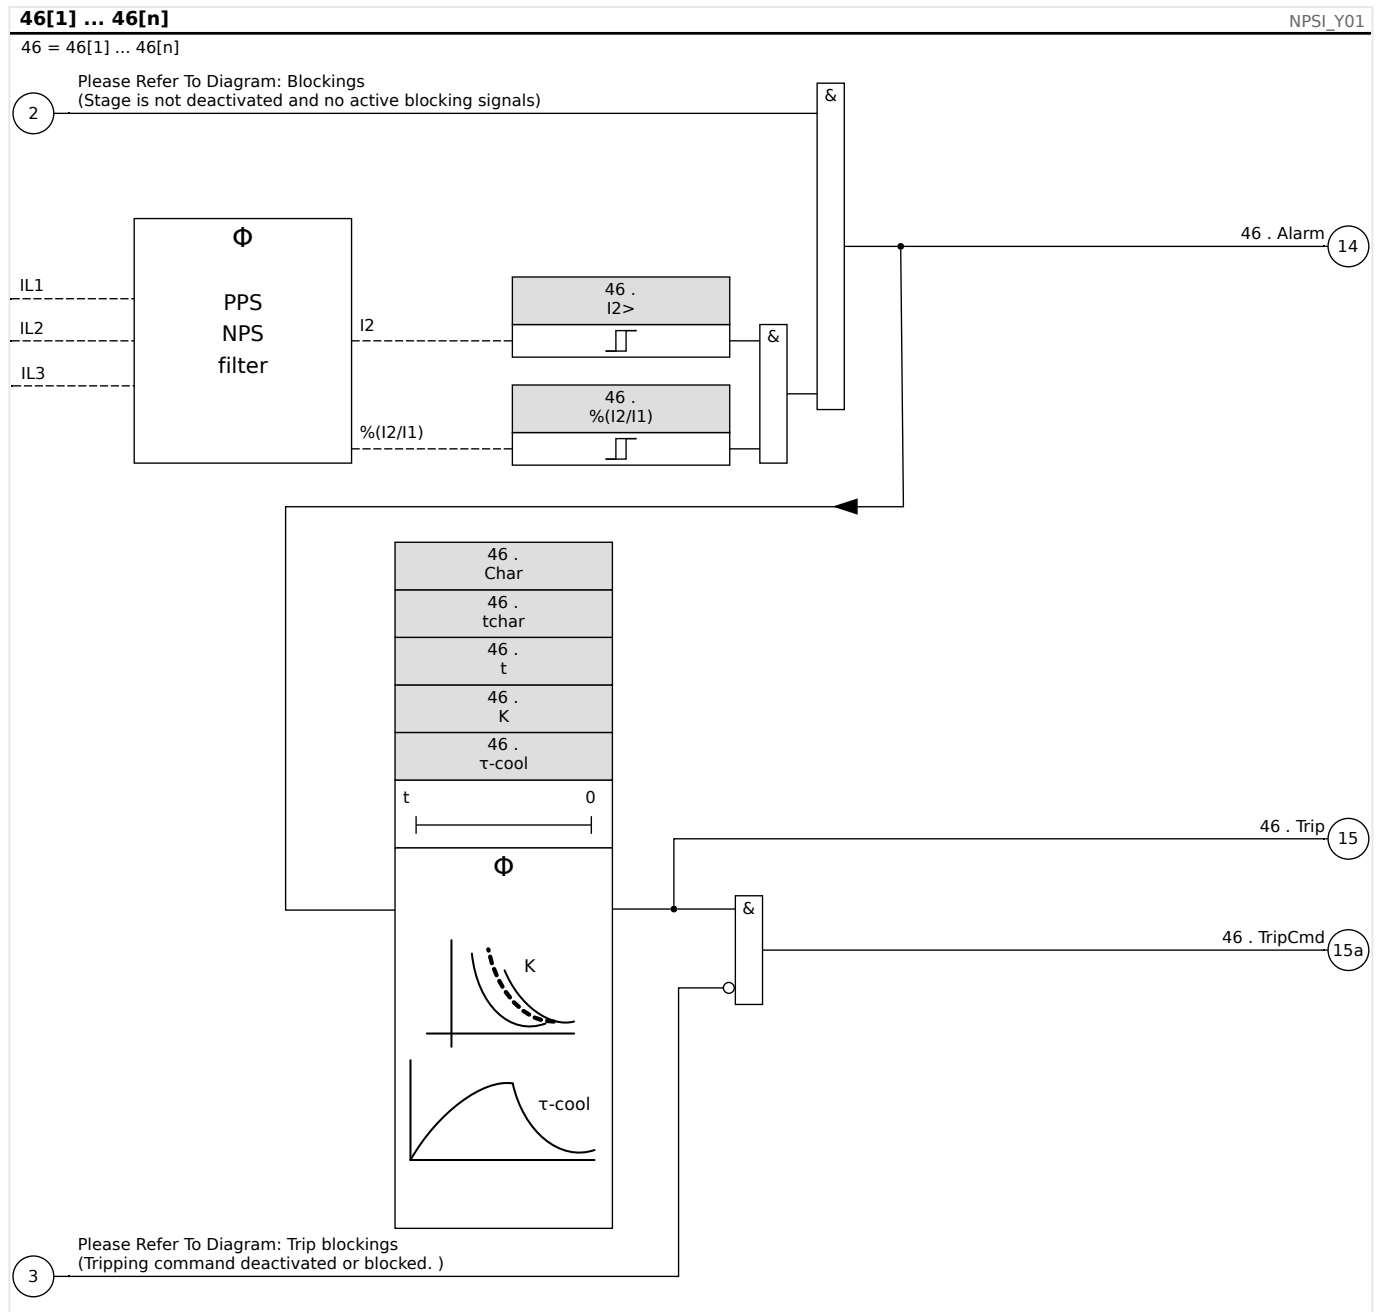 46[1] ... 46[n]
NPSI_Y01
46 = 46[1] ... 46[n]
Please Refer To Diagram: Blockings
(Stage is not deactivated and no active blocking signals)
2
&
Φ
PPS
NPS
filter
IL1
IL2
IL3
I2
%(I2/I1)
46 .
I2>
46 .
%(I2/I1)
&
46 . Alarm
14
46 .
Char
46 .
tchar
46 .
t
46 .
K
46 .
τ-cool
t 0
Φ
K
τ-cool
46 . Trip
15
&
46 . TripCmd
15a
Please Refer To Diagram: Trip blockings
(Tripping command deactivated or blocked. )
3